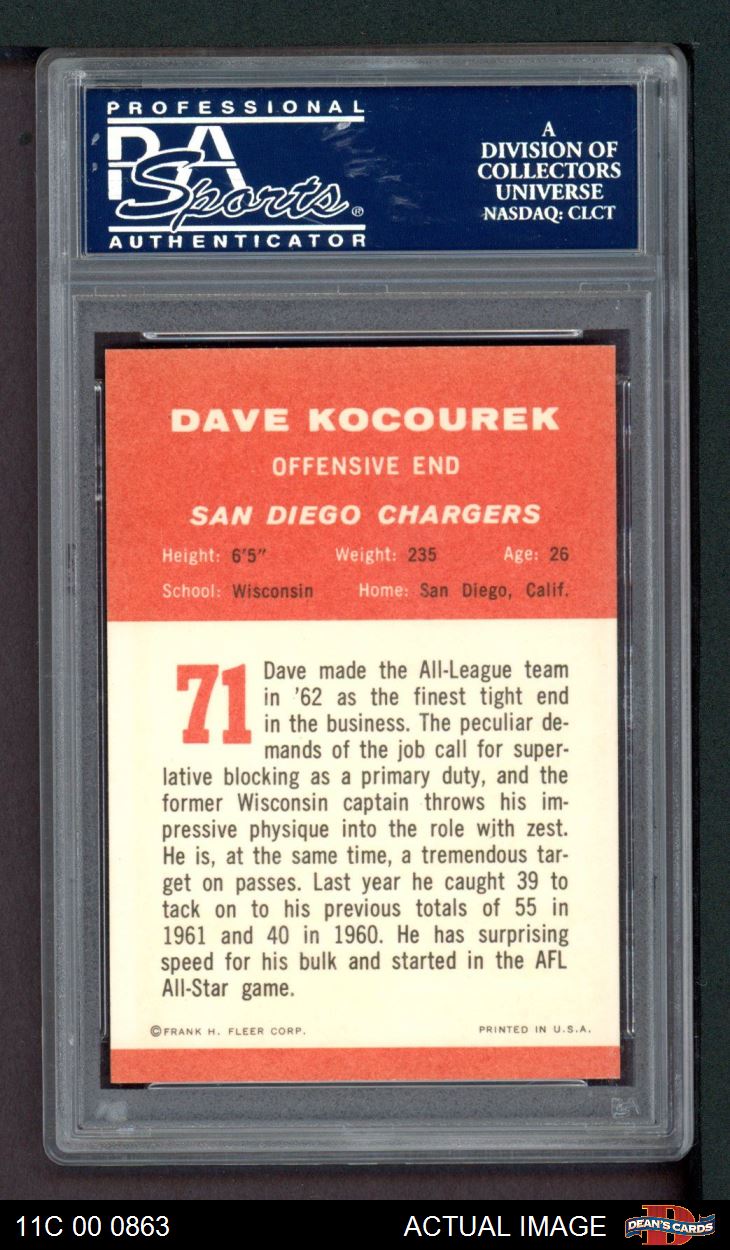 PROFESSIONAL
PSA
Sports®
AUTHENTICATOR
A
DIVISION OF
COLLECTORS
UNIVERSE
NASDAQ: CLCT
DAVE KOCOUREK
OFFENSIVE END
SAN DIEGO CHARGERS
Height: 6'5" Weight: 235 Age: 26
School: Wisconsin Home: San Diego, Calif.
71
Dave made the All-League team
in '62 as the finest tight end
in the business. The peculiar de-
mands of the job call for super-
lative blocking as a primary duty, and the
former Wisconsin captain throws his im-
pressive physique into the role with zest.
He is, at the same time, a tremendous tar-
get on passes. Last year he caught 39 to
tack on to his previous totals of 55 in
1961 and 40 in 1960. He has surprising
speed for his bulk and started in the AFL
All-Star game.
©FRANK H. FLEER CORP. PRINTED IN U.S.A.
PSA
11C 00 0863 ACTUAL IMAGE DEAN'S CARDS